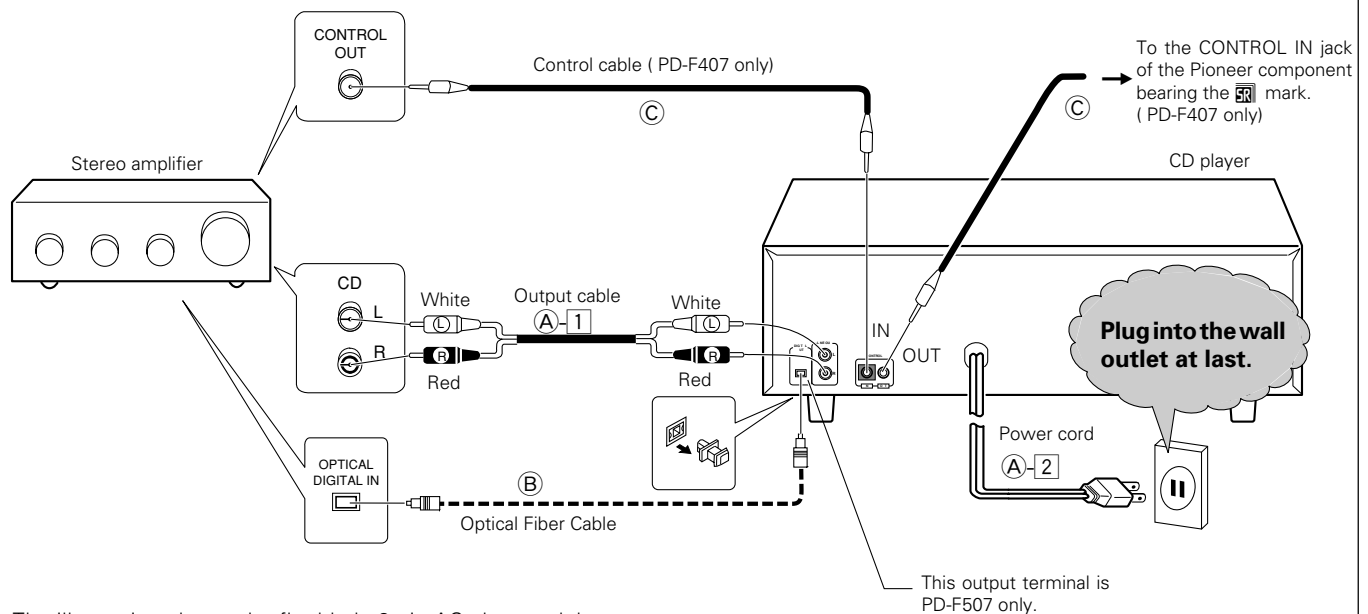 CONTROL
OUT
Control cable ( PD-F407 only)
Ⓒ
To the CONTROL IN jack
of the Pioneer component
bearing the SR mark.
( PD-F407 only)
Ⓒ
Stereo amplifier
CD player
CD
L
R
White
Ⓛ
Ⓡ
Red
Output cable
Ⓐ-1
White
Ⓛ
Ⓡ
Red
IN
OUT
CONTROL
L
R
Plug into the wall
outlet at last.
Power cord
Ⓐ-2
OPTICAL
DIGITAL IN
Ⓑ
Optical Fiber Cable
This output terminal is
PD-F507 only.